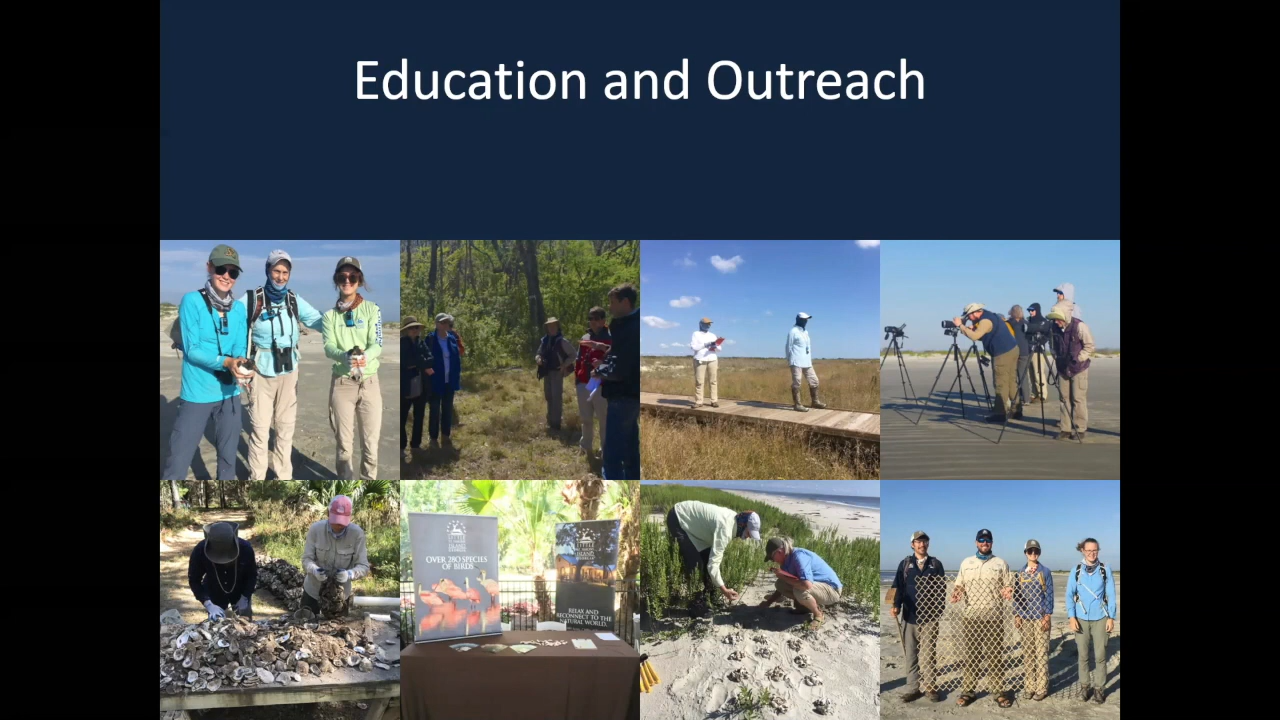 Education and Outreach
OVER 280 SPECIES
OF BIRDS
RELAX AND
RECONNECT TO THE
NATURAL WORLD.